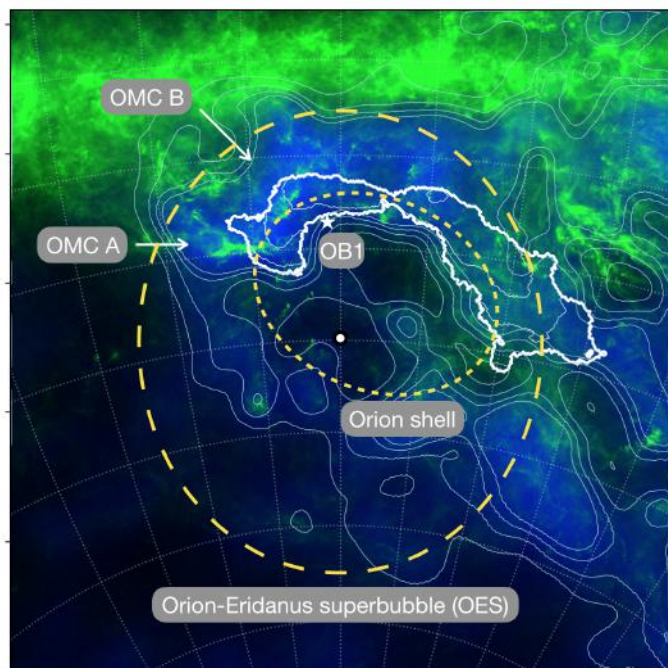 OMC B
OMC A
OB1
Orion shell
Orion-Eridanus superbubble (OES)